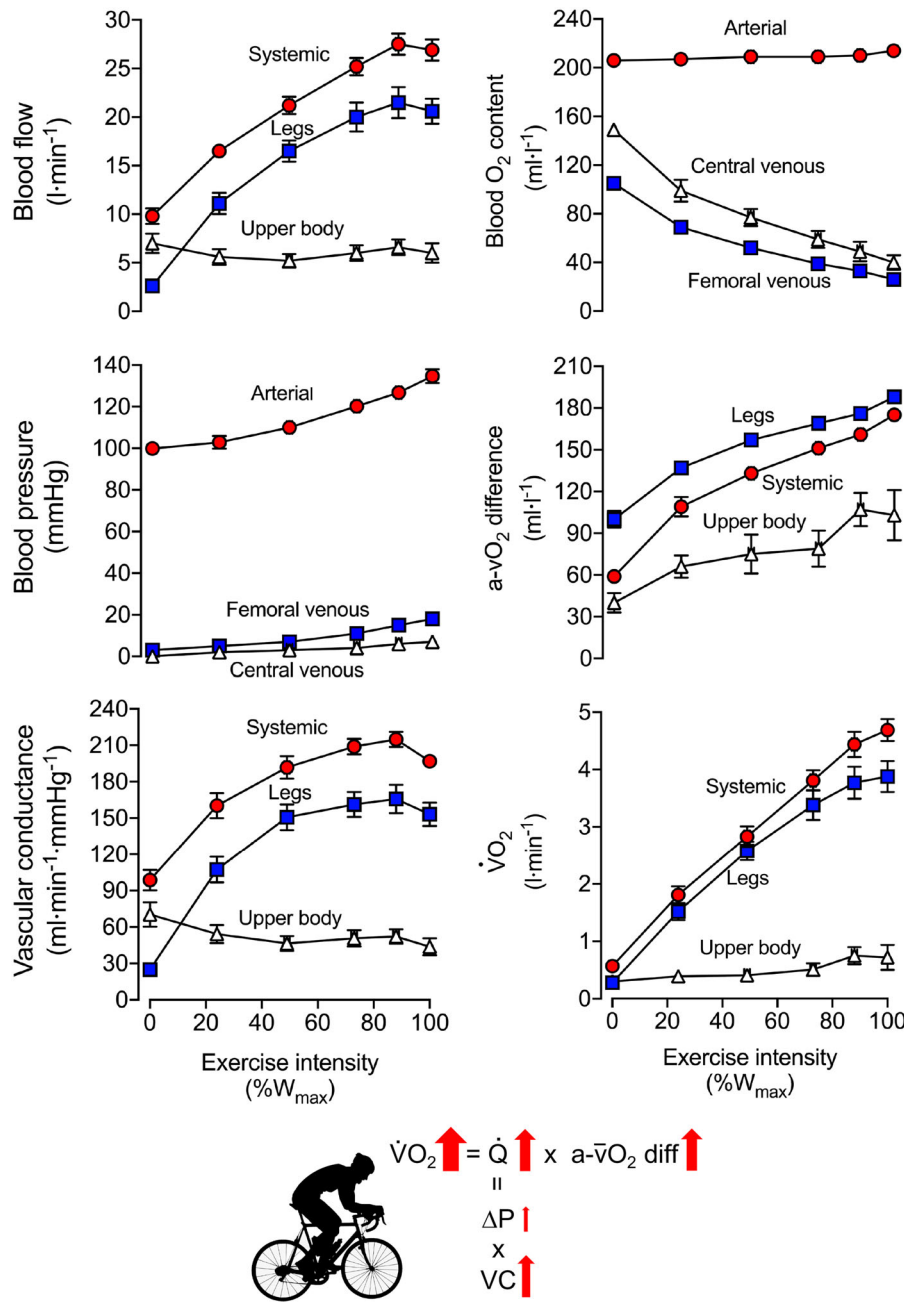 Blood flow
(l·min⁻¹)
30
25
20
15
10
5
0
Systemic
Legs
Upper body
Blood O₂ content
(ml·l⁻¹)
240
200
160
120
80
40
0
Arterial
Central venous
Femoral venous
Blood pressure
(mmHg)
140
120
100
80
60
40
20
0
Arterial
Femoral venous
Central venous
a-vO₂ difference
(ml·l⁻¹)
210
180
150
120
90
60
30
0
Legs
Systemic
Upper body
Vascular conductance
(ml·min⁻¹·mmHg⁻¹)
240
210
180
150
120
90
60
30
0
Systemic
Legs
Upper body
0 20 40 60 80 100
Exercise intensity
(%Wmax)
V̇O₂
(l·min⁻¹)
5
4
3
2
1
0
Systemic
Legs
Upper body
0 20 40 60 80 100
Exercise intensity
(%Wmax)
V̇O₂ = Q̇ x a-v̄O₂ diff
=
ΔP
x
VC